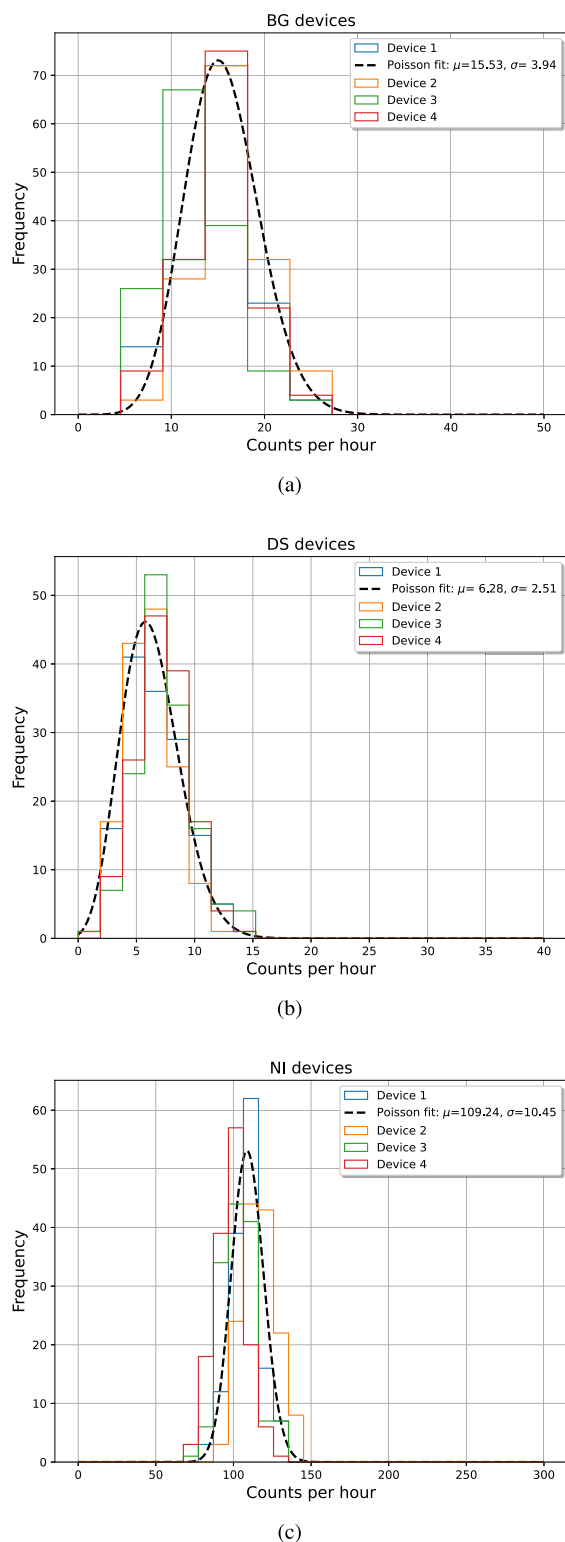 BG devices
Device 1
Poisson fit: μ=15.53, σ= 3.94
Device 2
Device 3
Device 4
70
60
50
40
30
20
10
0
Frequency
0 10 20 30 40 50
Counts per hour
(a)
DS devices
Device 1
Poisson fit: μ= 6.28, σ= 2.51
Device 2
Device 3
Device 4
50
40
30
20
10
0
Frequency
0 5 10 15 20 25 30 35 40
Counts per hour
(b)
NI devices
Device 1
Poisson fit: μ=109.24, σ=10.45
Device 2
Device 3
Device 4
60
50
40
30
20
10
0
Frequency
0 50 100 150 200 250 300
Counts per hour
(c)